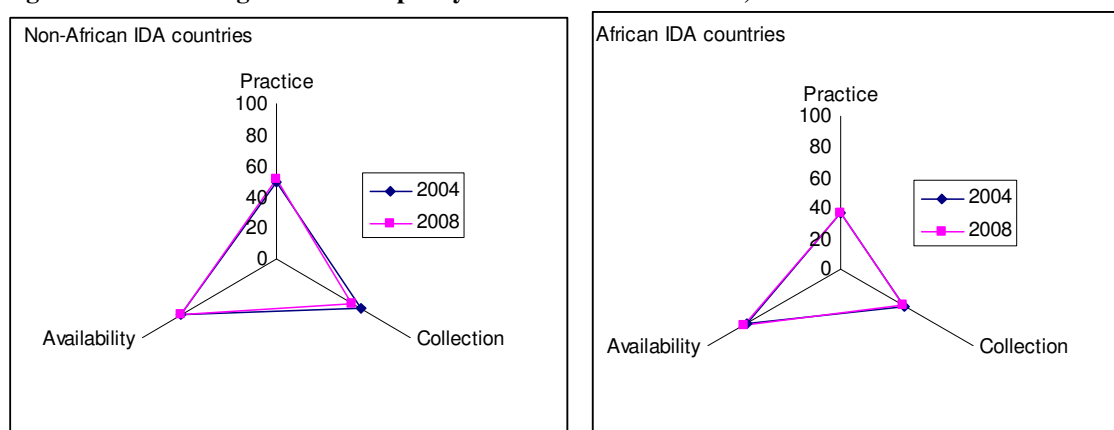 Non-African IDA countries
Practice
100
80
60
40
20
0
2004
2008
Availability
Collection
African IDA countries
Practice
100
80
60
40
20
0
2004
2008
Availability
Collection